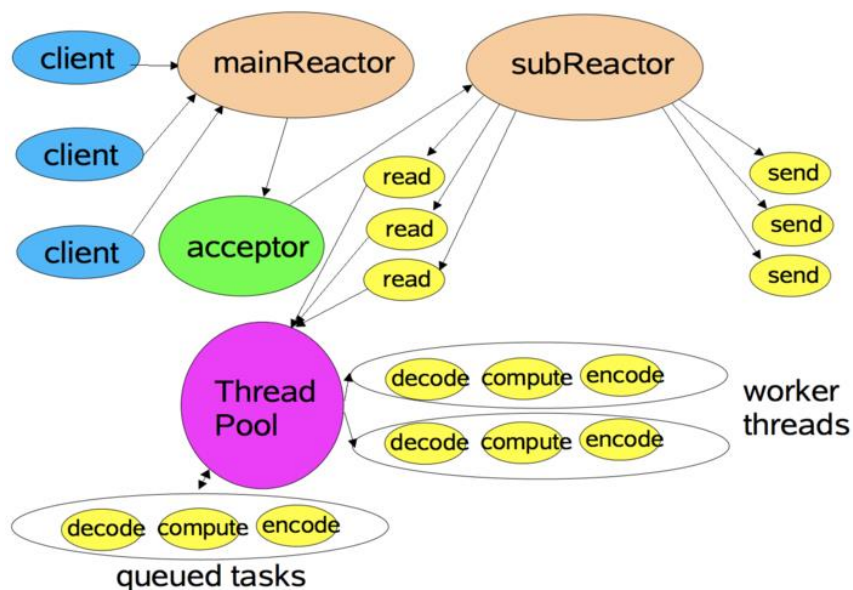 client
mainReactor
subReactor
client
read
send
client
acceptor
read
send
read
send
Thread
Pool
decode
compute
encode
worker
threads
decode
compute
encode
decode
compute
encode
queued tasks